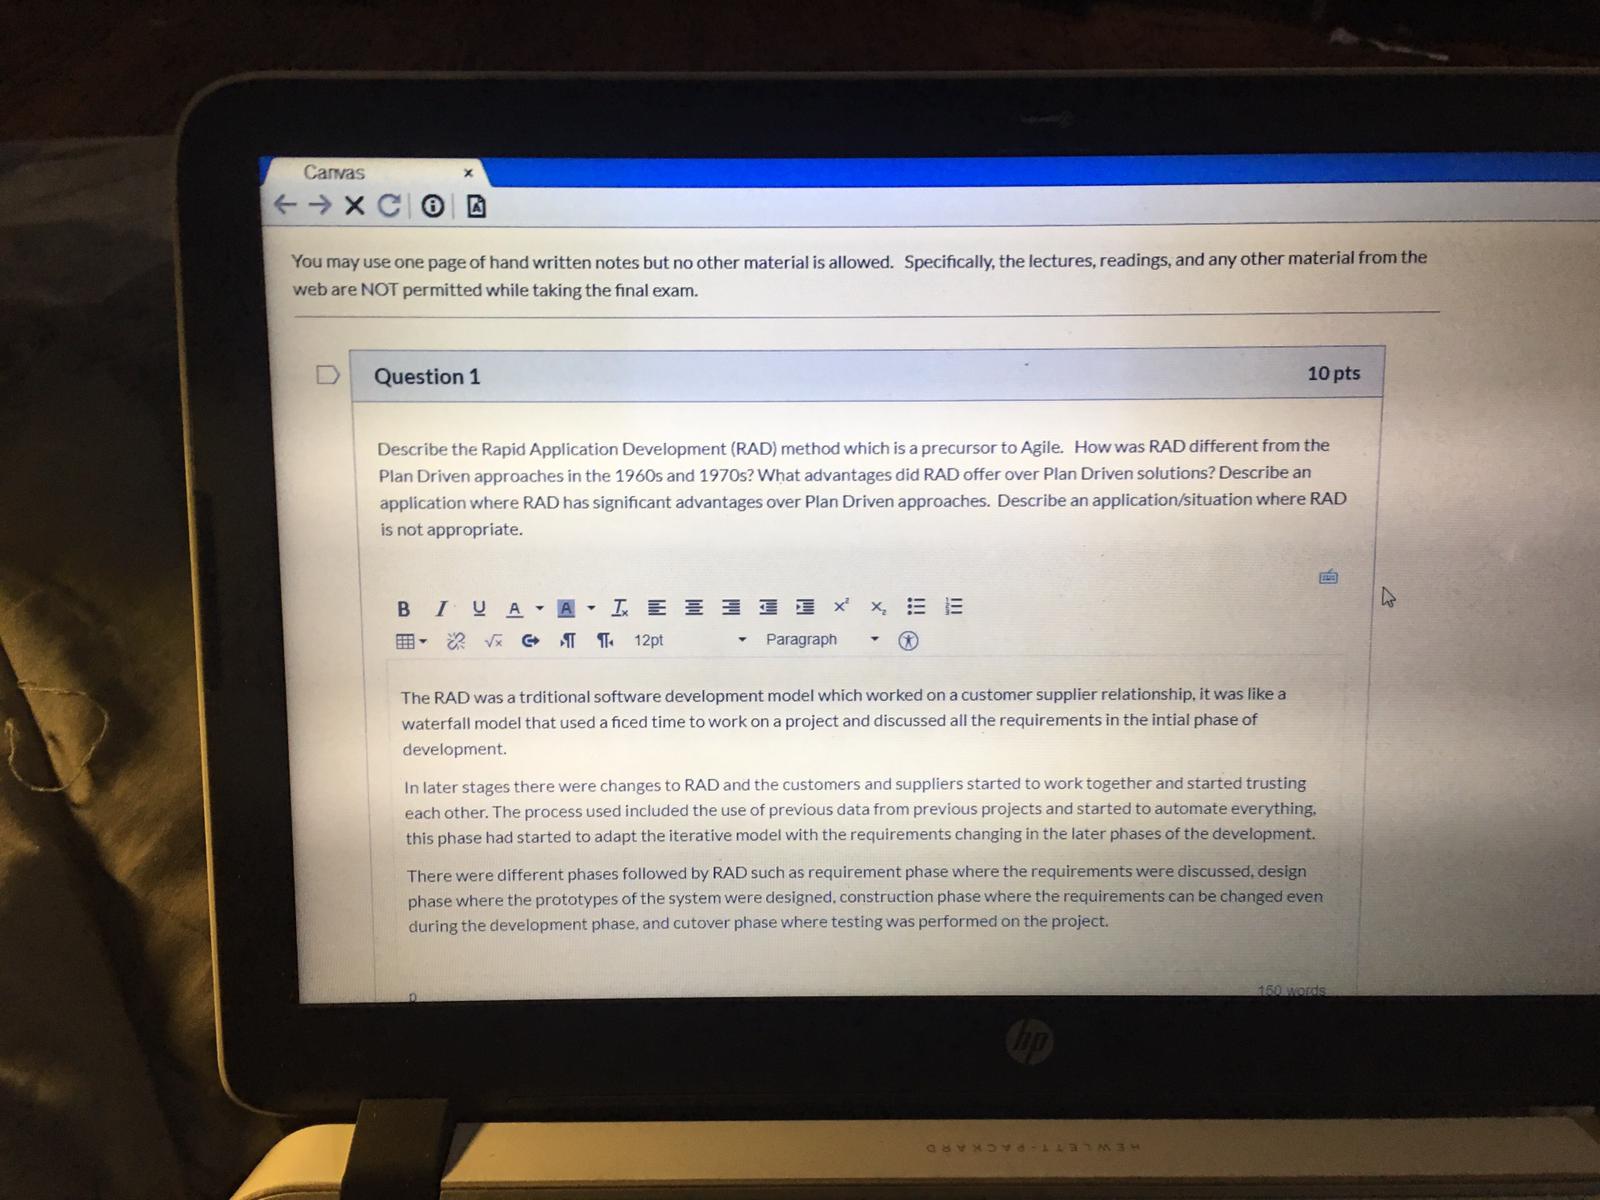 Canvas
You may use one page of hand written notes but no other material is allowed. Specifically, the lectures, readings, and any other material from the
web are NOT permitted while taking the final exam.
Question 1
10 pts
Describe the Rapid Application Development (RAD) method which is a precursor to Agile. How was RAD different from the
Plan Driven approaches in the 1960s and 1970s? What advantages did RAD offer over Plan Driven solutions? Describe an
application where RAD has significant advantages over Plan Driven approaches. Describe an application/situation where RAD
is not appropriate.
12pt
Paragraph
The RAD was a trditional software development model which worked on a customer supplier relationship, it was like a
waterfall model that used a ficed time to work on a project and discussed all the requirements in the intial phase of
development.
In later stages there were changes to RAD and the customers and suppliers started to work together and started trusting
each other. The process used included the use of previous data from previous projects and started to automate everything,
this phase had started to adapt the iterative model with the requirements changing in the later phases of the development.
There were different phases followed by RAD such as requirement phase where the requirements were discussed, design
phase where the prototypes of the system were designed, construction phase where the requirements can be changed even
during the development phase, and cutover phase where testing was performed on the project.
p
150 words
hp
HEWLETT-PACKARD